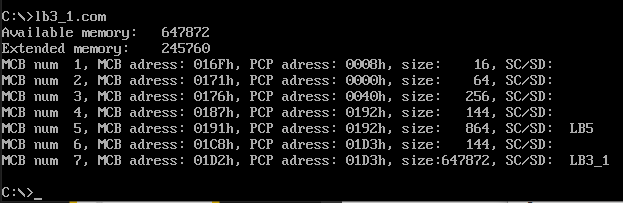 C:\>lb3_1.com
Available memory:   647872
Extended memory:    245760
MCB num  1, MCB adress: 016Fh, PCP adress: 0008h, size:    16, SC/SD:
MCB num  2, MCB adress: 0171h, PCP adress: 0000h, size:    64, SC/SD:
MCB num  3, MCB adress: 0176h, PCP adress: 0040h, size:   256, SC/SD:
MCB num  4, MCB adress: 0187h, PCP adress: 0192h, size:   144, SC/SD:
MCB num  5, MCB adress: 0191h, PCP adress: 0192h, size:   864, SC/SD:  LB5
MCB num  6, MCB adress: 01C8h, PCP adress: 01D3h, size:   144, SC/SD:
MCB num  7, MCB adress: 01D2h, PCP adress: 01D3h, size:647872, SC/SD:  LB3_1
C:\>_